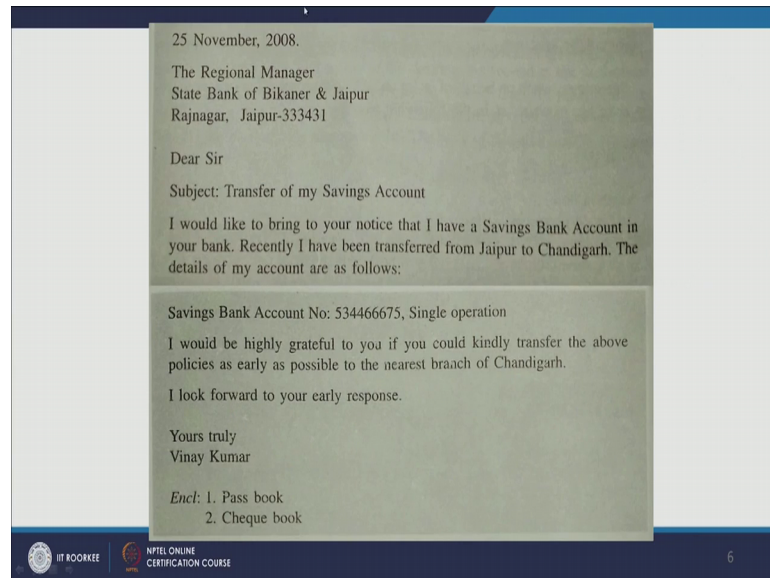 25 November, 2008.
The Regional Manager
State Bank of Bikaner & Jaipur
Rajnagar, Jaipur-333431
Dear Sir
Subject: Transfer of my Savings Account
I would like to bring to your notice that I have a Savings Bank Account in
your bank. Recently I have been transferred from Jaipur to Chandigarh. The
details of my account are as follows:
Savings Bank Account No: 534466675, Single operation
I would be highly grateful to you if you could kindly transfer the above
policies as early as possible to the nearest branch of Chandigarh.
I look forward to your early response.
Yours truly
Vinay Kumar
Encl: 1. Pass book
2. Cheque book
IIT ROORKEE
NPTEL ONLINE
CERTIFICATION COURSE
6